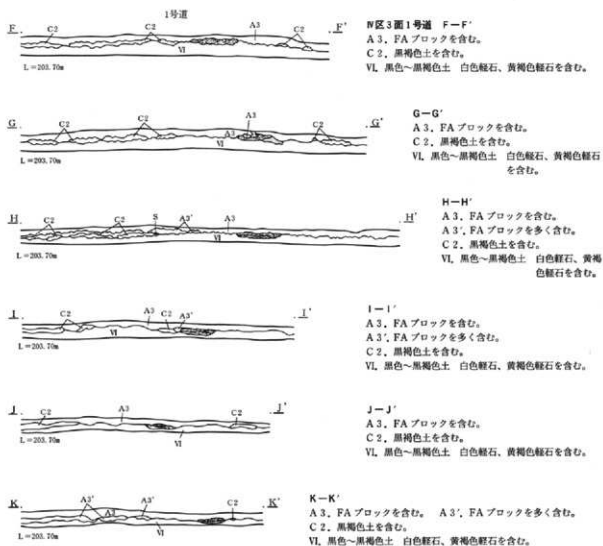 1号道
F C2 C2 A3 C2 F'
VI
L=203.70m
Ⅳ区3面1号道 F―F'
A3. FAブロックを含む。
C2. 黒褐色土を含む。
VI. 黒色～黒褐色土 白色軽石、黄褐色軽石を含む。
G C2 C2 A3 C2 G'
A3
VI
L=203.70m
G―G'
A3. FAブロックを含む。
C2. 黒褐色土を含む。
VI. 黒色～黒褐色土 白色軽石、黄褐色軽石
を含む。
H C2 C2 S A3' A3 H'
VI
L=203.70m
H―H'
A3. FAブロックを含む。
A3'. FAブロックを多く含む。
C2. 黒褐色土を含む。
VI. 黒色～黒褐色土 白色軽石、黄褐
色軽石を含む。
I C2 A3 C2 A3' I'
VI
L=203.70m
I―I'
A3. FAブロックを含む。
A3'. FAブロックを多く含む。
C2. 黒褐色土を含む。
VI. 黒色～黒褐色土 白色軽石、黄褐色軽石を含む。
J C2 A3 C2 J'
VI
L=203.70m
J―J'
A3. FAブロックを含む。
C2. 黒褐色土を含む。
VI. 黒色～黒褐色土 白色軽石、黄褐色軽石を含む。
K A3' A3 A3' C2 K'
VI
L=203.70m
K―K'
A3. FAブロックを含む。 A3'. FAブロックを多く含む。
C2. 黒褐色土を含む。
VI. 黒色～黒褐色土 白色軽石、黄褐色軽石を含む。